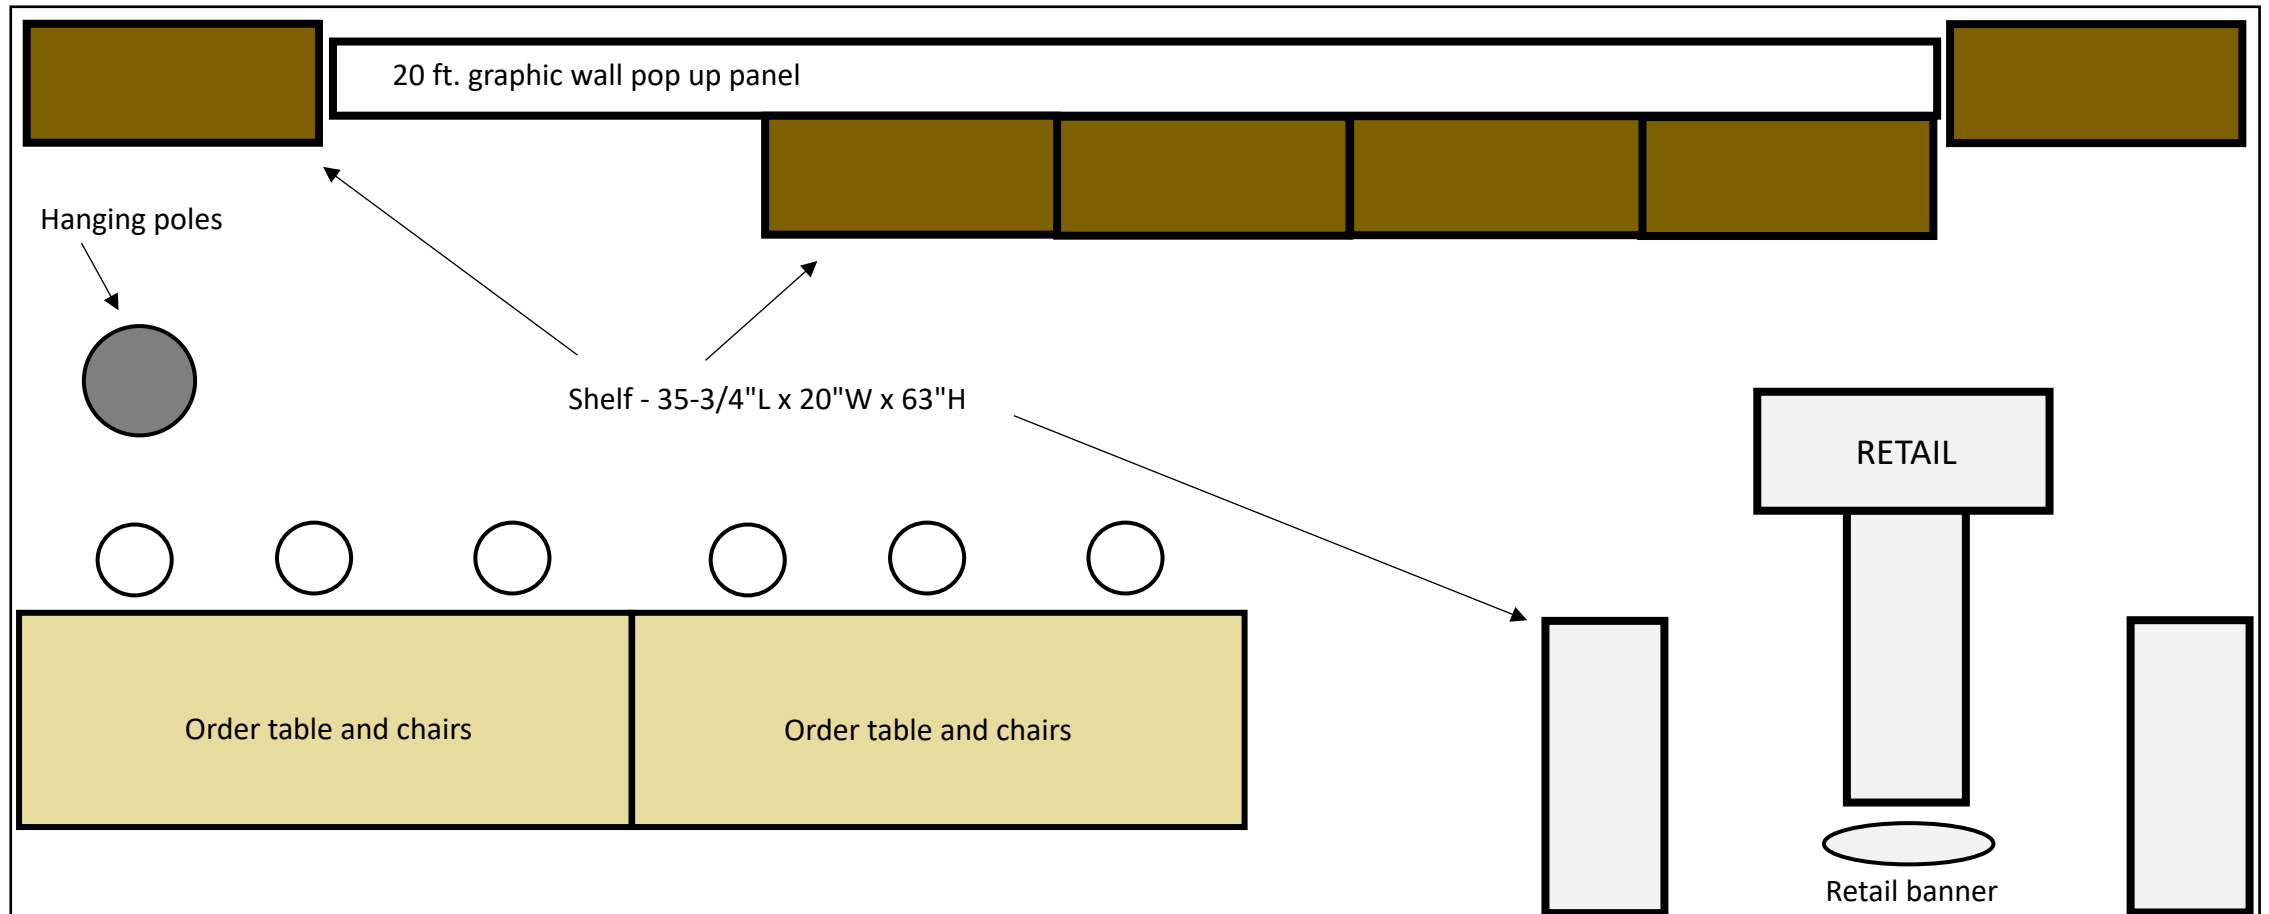 20 ft. graphic wall pop up panel
Hanging poles
Shelf - 35-3/4"L x 20"W x 63"H
RETAIL
Order table and chairs
Order table and chairs
Retail banner